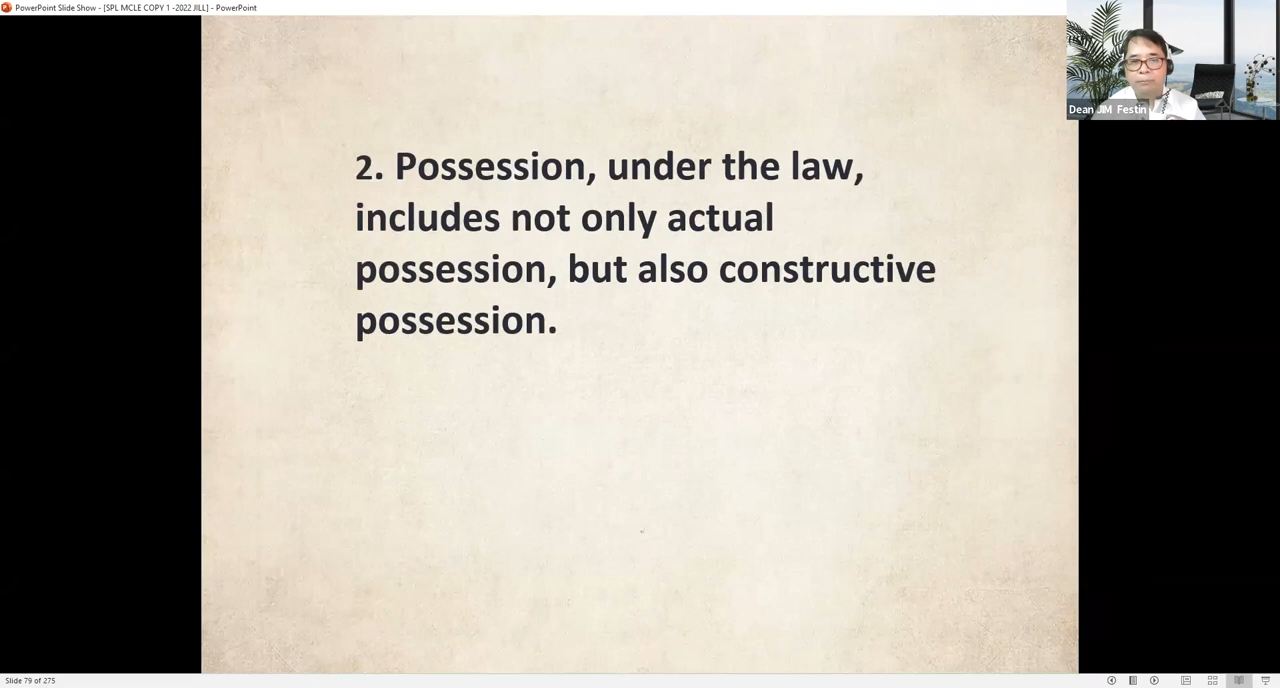 PowerPoint Slide Show - [SPL MCLE COPY 1 -2022 JILL] - PowerPoint
Dean JIM Festin
2. Possession, under the law,
includes not only actual
possession, but also constructive
possession.
Slide 79 of 275